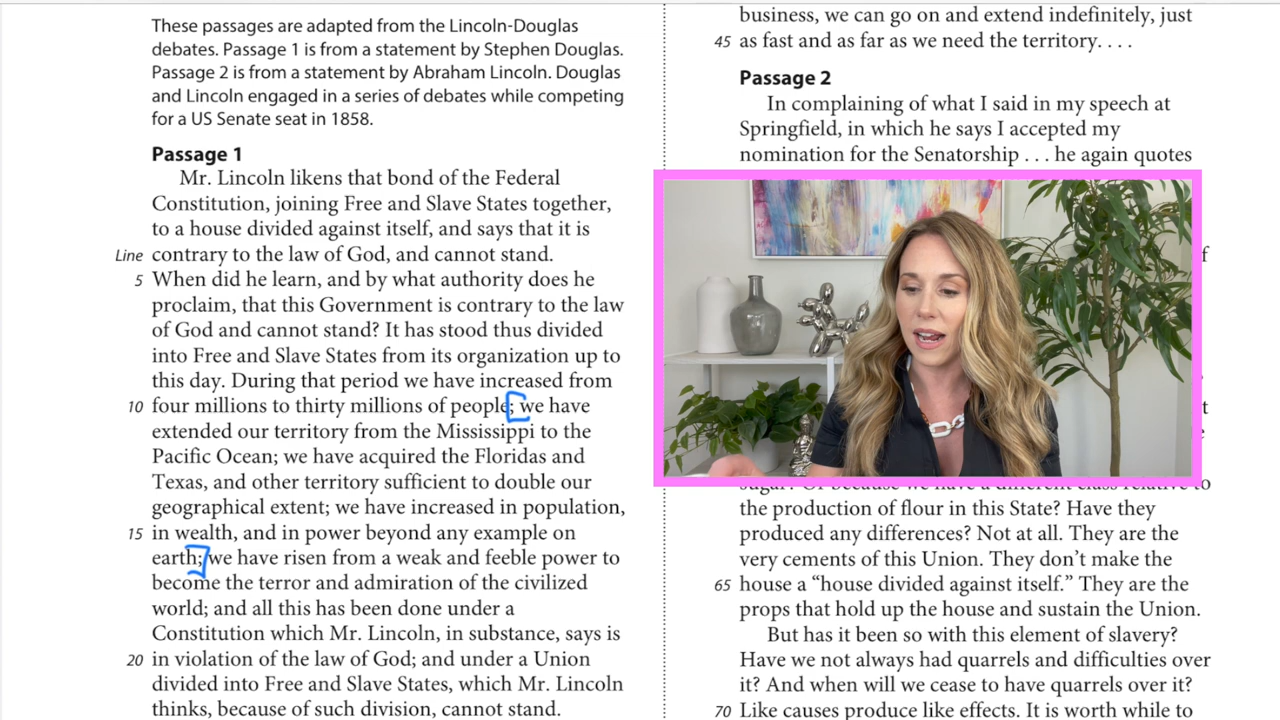 These passages are adapted from the Lincoln-Douglas
debates. Passage 1 is from a statement by Stephen Douglas.
Passage 2 is from a statement by Abraham Lincoln. Douglas
and Lincoln engaged in a series of debates while competing
for a US Senate seat in 1858.
Passage 1
Mr. Lincoln likens that bond of the Federal
Constitution, joining Free and Slave States together,
to a house divided against itself, and says that it is
Line contrary to the law of God, and cannot stand.
5 When did he learn, and by what authority does he
proclaim, that this Government is contrary to the law
of God and cannot stand? It has stood thus divided
into Free and Slave States from its organization up to
this day. During that period we have increased from
10 four millions to thirty millions of people; we have
extended our territory from the Mississippi to the
Pacific Ocean; we have acquired the Floridas and
Texas, and other territory sufficient to double our
geographical extent; we have increased in population,
15 in wealth, and in power beyond any example on
earth; we have risen from a weak and feeble power to
become the terror and admiration of the civilized
world; and all this has been done under a
Constitution which Mr. Lincoln, in substance, says is
20 in violation of the law of God; and under a Union
divided into Free and Slave States, which Mr. Lincoln
thinks, because of such division, cannot stand.
business, we can go on and extend indefinitely, just
45 as fast and as far as we need the territory. . . .
Passage 2
In complaining of what I said in my speech at
Springfield, in which he says I accepted my
nomination for the Senatorship . . . he again quotes
sugar? Or because we have a different class relative to
the production of flour in this State? Have they
produced any differences? Not at all. They are the
very cements of this Union. They don't make the
65 house a “house divided against itself.” They are the
props that hold up the house and sustain the Union.
But has it been so with this element of slavery?
Have we not always had quarrels and difficulties over
it? And when will we cease to have quarrels over it?
70 Like causes produce like effects. It is worth while to